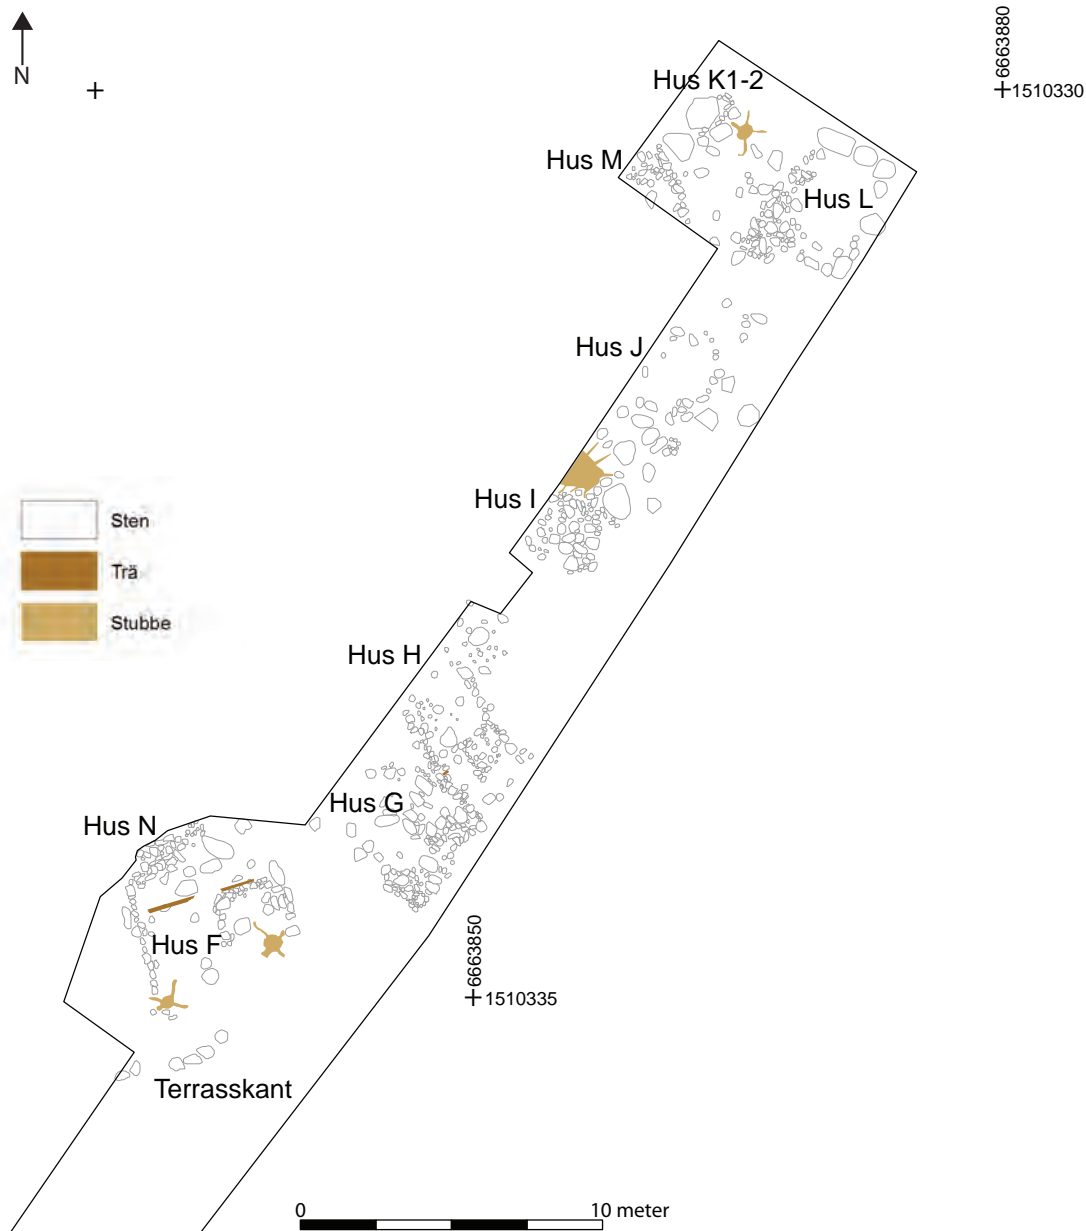 N
6663880
1510330
Hus K1-2
Hus M
Hus L
Hus J
Hus I
Sten
Trä
Stubbe
Hus H
Hus G
Hus N
Hus F
6663850
1510335
Terrasskant
0 10 meter